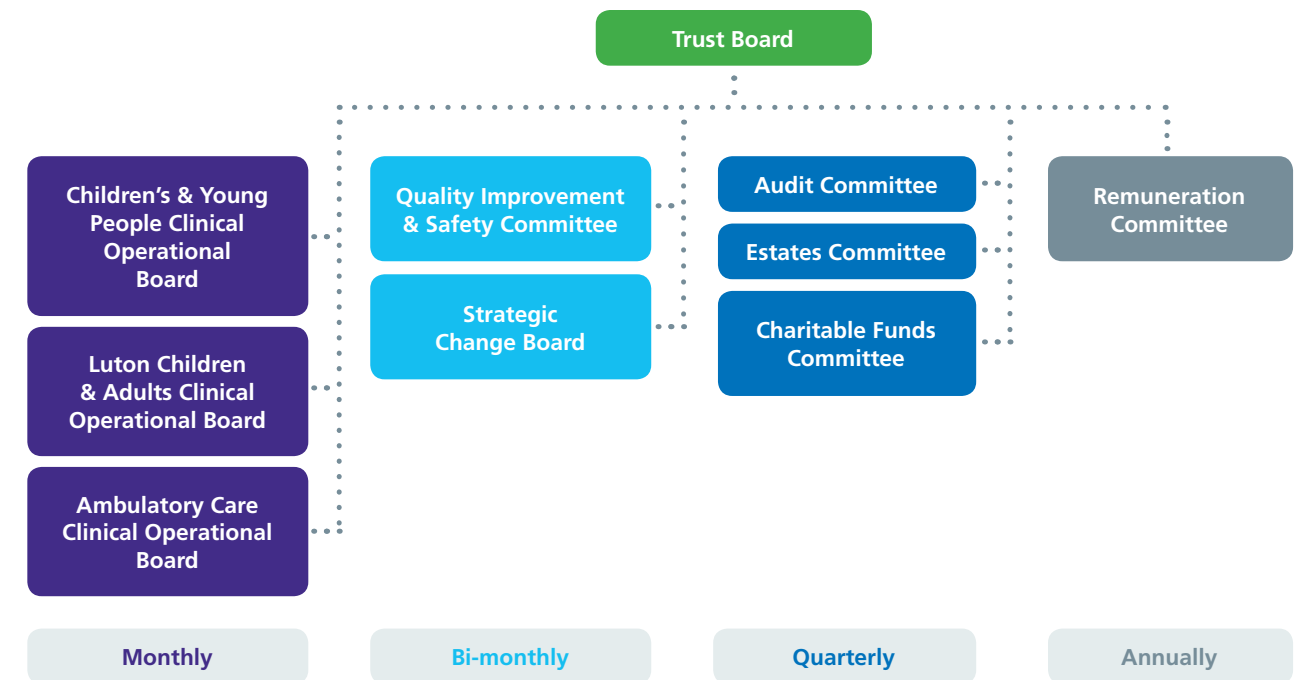 Trust Board
Children’s & Young
People Clinical
Operational
Board
Luton Children
& Adults Clinical
Operational Board
Ambulatory Care
Clinical Operational
Board
Quality Improvement
& Safety Committee
Strategic
Change Board
Audit Committee
Estates Committee
Charitable Funds
Committee
Remuneration
Committee
Monthly
Bi-monthly
Quarterly
Annually